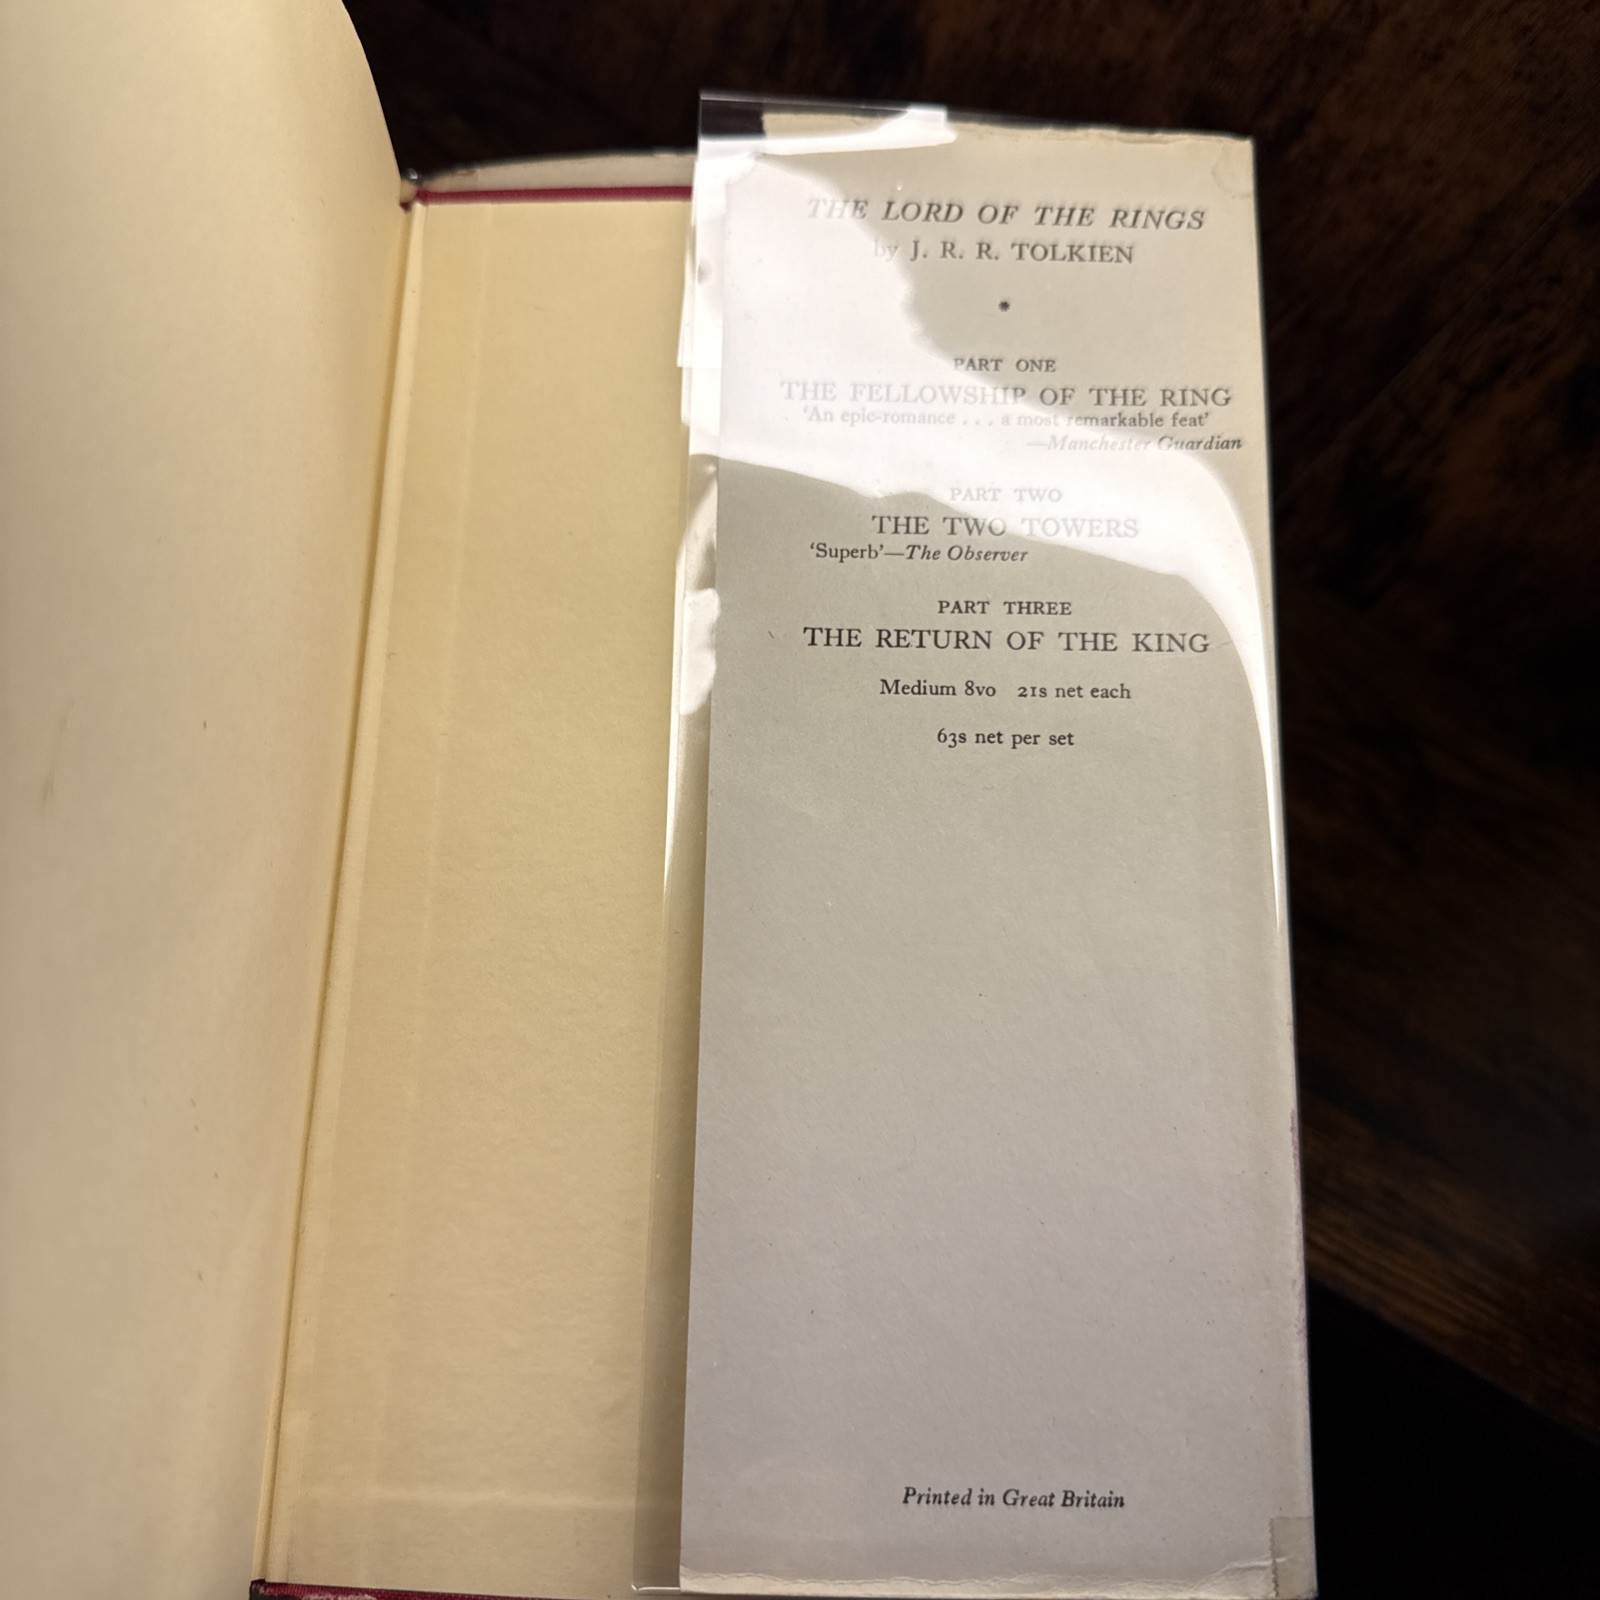 THE LORD OF THE RINGS
by J. R. R. TOLKIEN
*
PART ONE
THE FELLOWSHIP OF THE RING
‘An epic-romance . . . a most remarkable feat’
—Manchester Guardian
PART TWO
THE TWO TOWERS
‘Superb’—The Observer
PART THREE
THE RETURN OF THE KING
Medium 8vo 21s net each
63s net per set
Printed in Great Britain